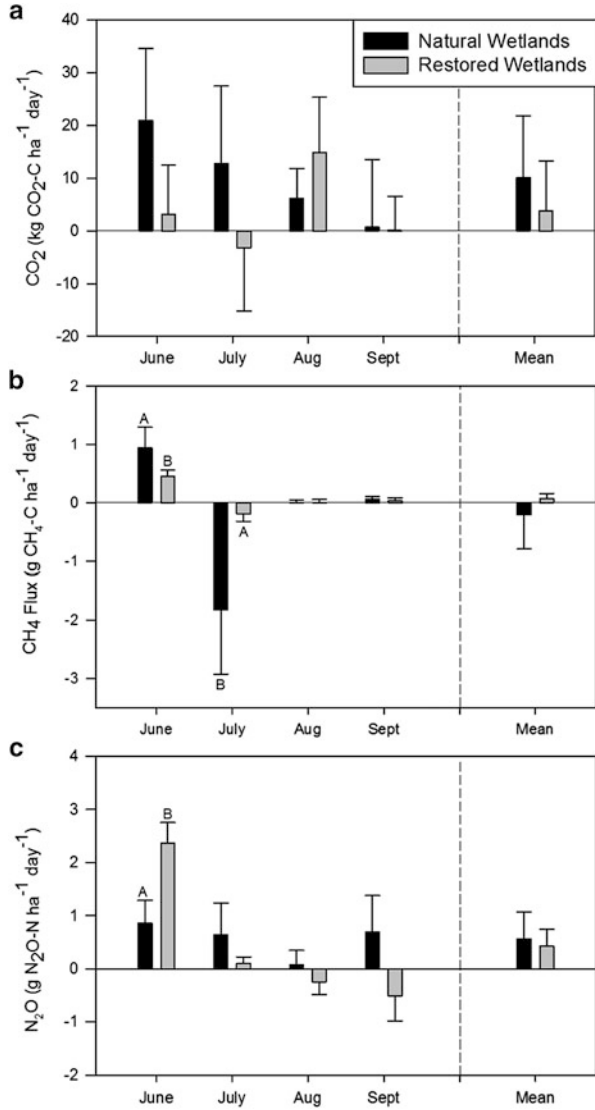 a
Natural Wetlands
Restored Wetlands
CO2 (kg CO2-C ha-1 day-1)
40
30
20
10
0
-10
-20
June July Aug Sept Mean
b
CH4 Flux (g CH4-C ha-1 day-1)
2
1
0
-1
-2
-3
A
B
A
B
June July Aug Sept Mean
c
N2O (g N2O-N ha-1 day-1)
4
3
2
1
0
-1
-2
A
B
June July Aug Sept Mean